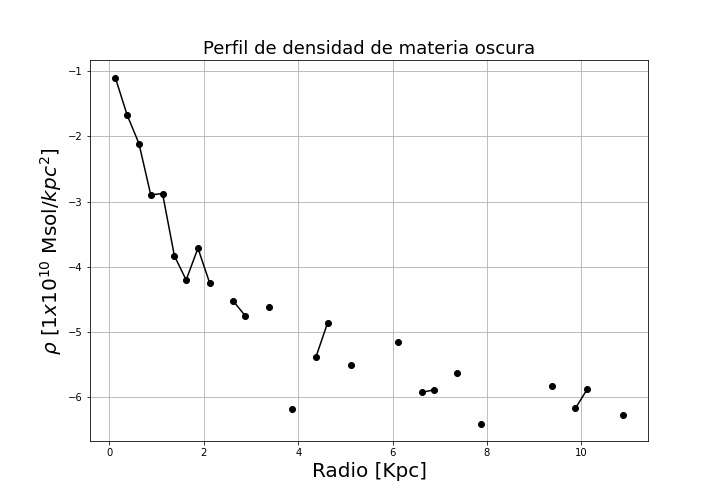 Perfil de densidad de materia oscura
ρ [1x10¹⁰ Msol/kpc²]
−1
−2
−3
−4
−5
−6
0 2 4 6 8 10
Radio [Kpc]